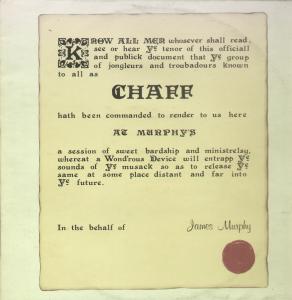 KNOW ALL MEN whosever shall read,
see or hear Ye tenor of this officiall
and publick document that Ye group
of jongleurs and troubadours known
to all as
CHAFF
hath been commanded to render to us here
AT MURPHY'S
a session of sweet bardship and ministrelsy,
whereat a Wond'rous Device will entrapp Ye
sounds of Ye musack so as to release Ye
same at some place distant and far into
Ye future.
In the behalf of
James Murphy